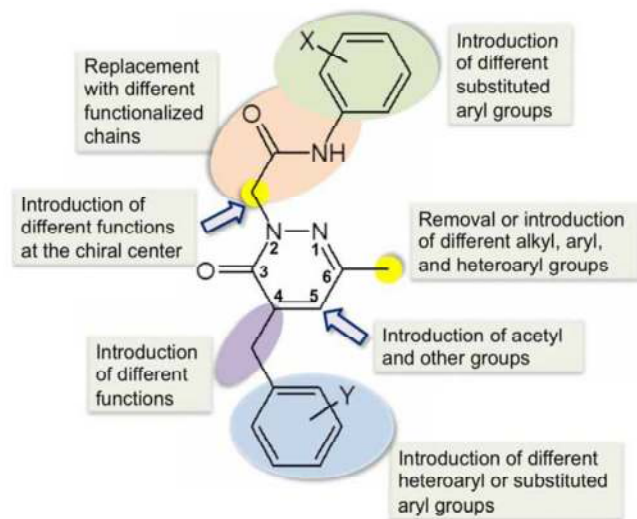 Replacement
with different
functionalized
chains
X
Introduction
of different
substituted
aryl groups
O
NH
Introduction of
different functions
at the chiral center
N
N
2
1
O
3
6
4
5
Removal or introduction
of different alkyl, aryl,
and heteroaryl groups
Introduction of acetyl
and other groups
Introduction
of different
functions
Y
Introduction of different
heteroaryl or substituted
aryl groups